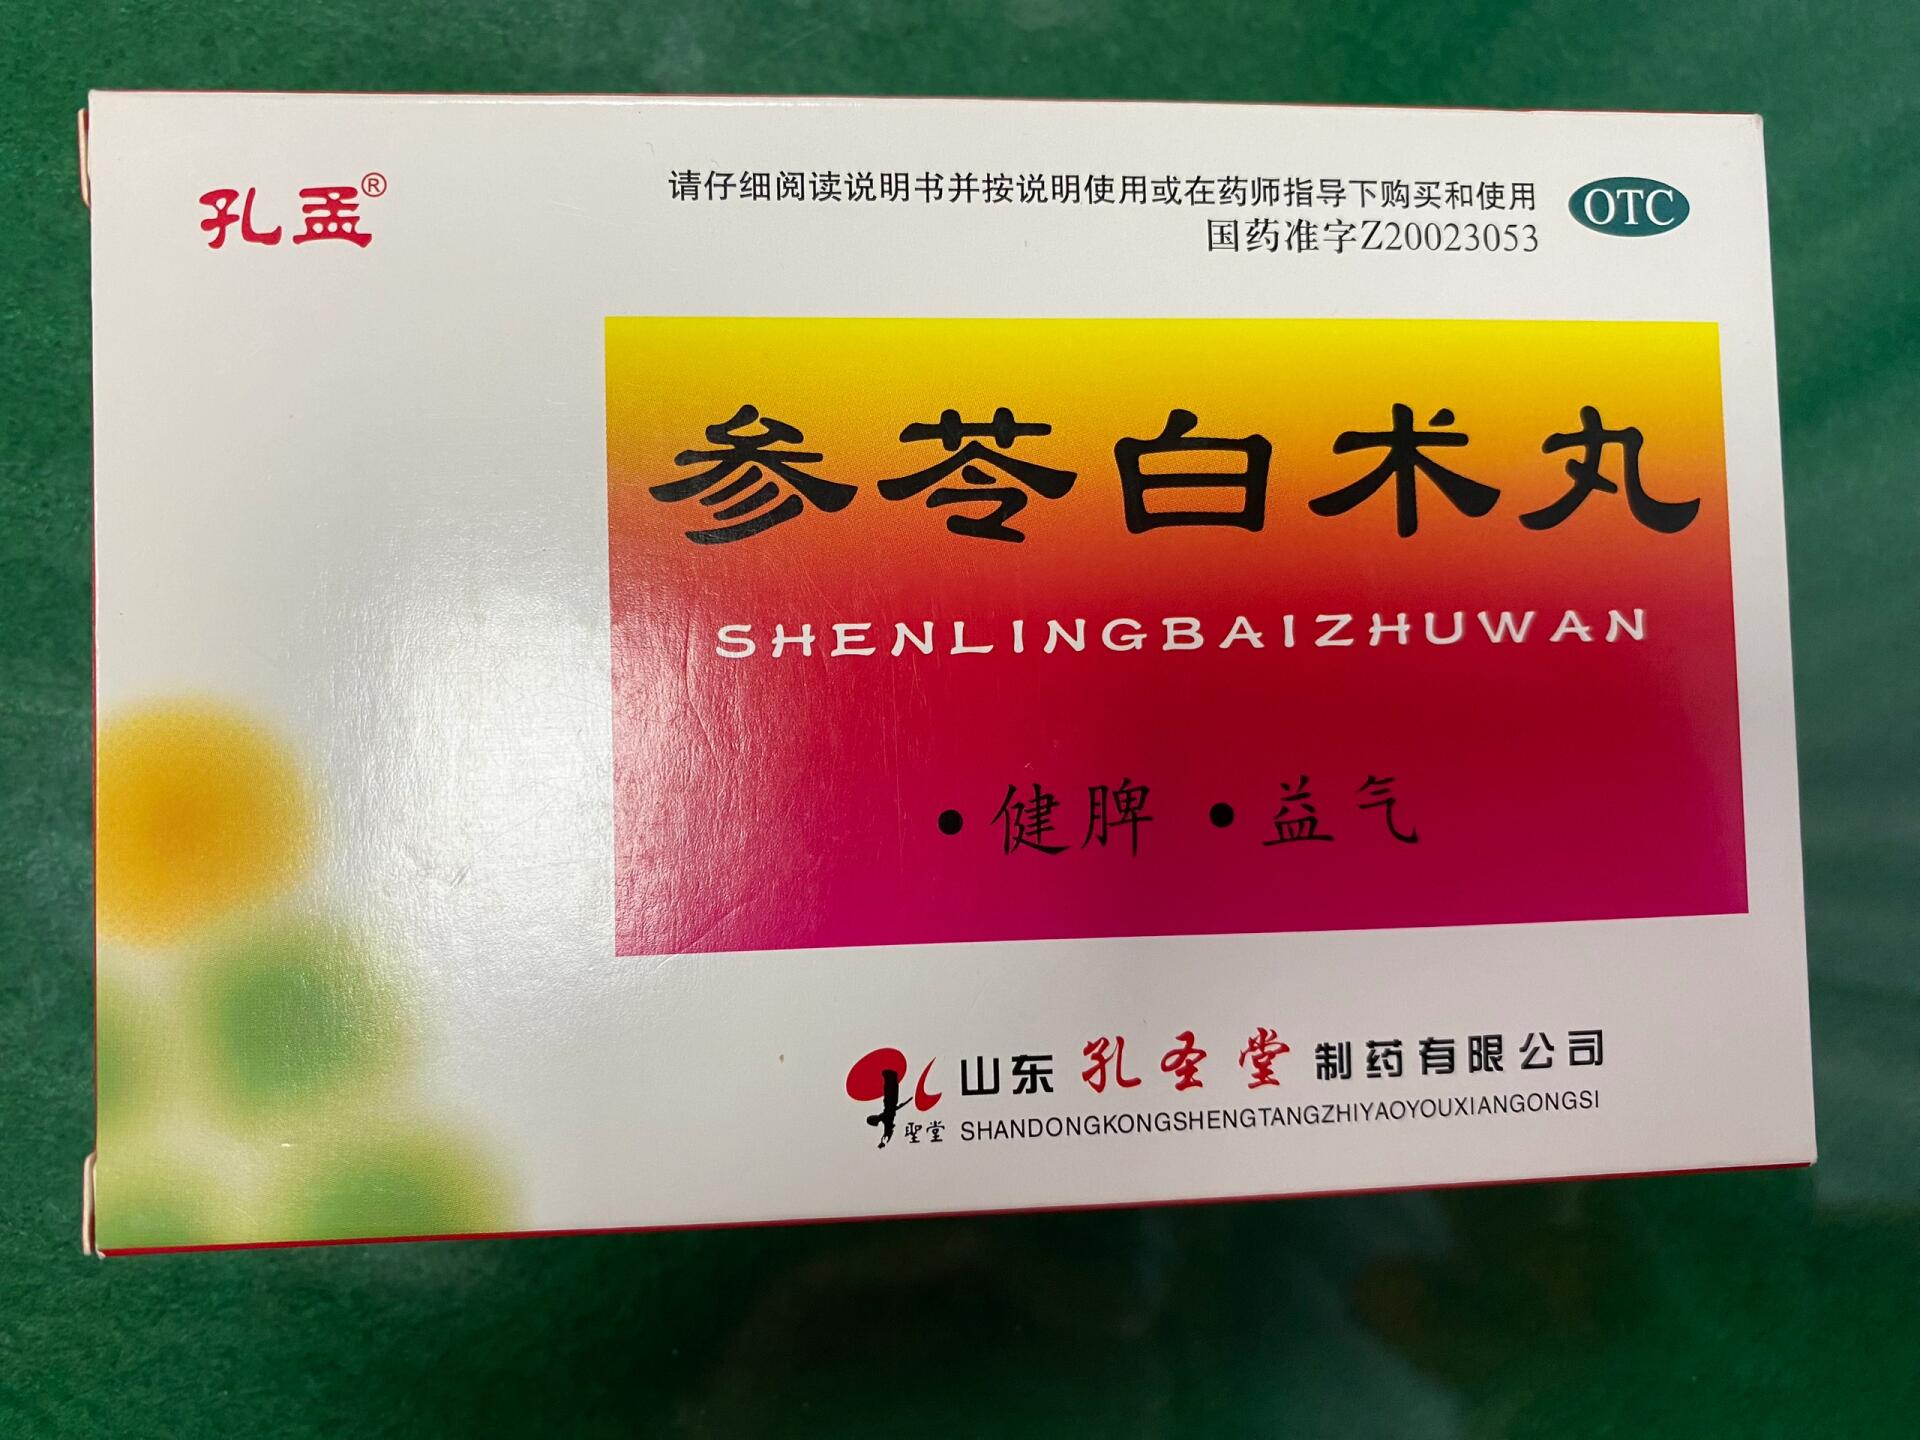 孔孟®
请仔细阅读说明书并按说明使用或在药师指导下购买和使用
国药准字Z20023053
OTC
参苓白术丸
SHENLINGBAIZHUWAN
·健脾 ·益气
孔
聖堂
山东孔圣堂制药有限公司
SHANDONGKONGSHENGTANGZHIYAOYOUXIANGONGSI